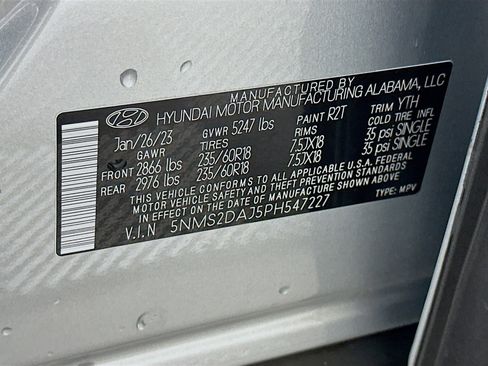 MANUFACTURED BY
HYUNDAI MOTOR MANUFACTURING ALABAMA, LLC
Jan/26/23 GVWR 5247 lbs PAINT R2T TRIM YTH
GAWR TIRES RIMS COLD TIRE INFL
FRONT 2866 lbs 235/60R18 7.5JX18 35 psi SINGLE
REAR 2976 lbs 235/60R18 7.5JX18 35 psi SINGLE
THIS VEHICLE CONFORMS TO ALL APPLICABLE U.S.A. FEDERAL
MOTOR VEHICLE SAFETY AND THEFT PREVENTION STANDARDS
IN EFFECT ON THE DATE OF MANUFACTURE SHOWN ABOVE.
V.I.N 5NMS2DAJ5PH547227 TYPE: MPV